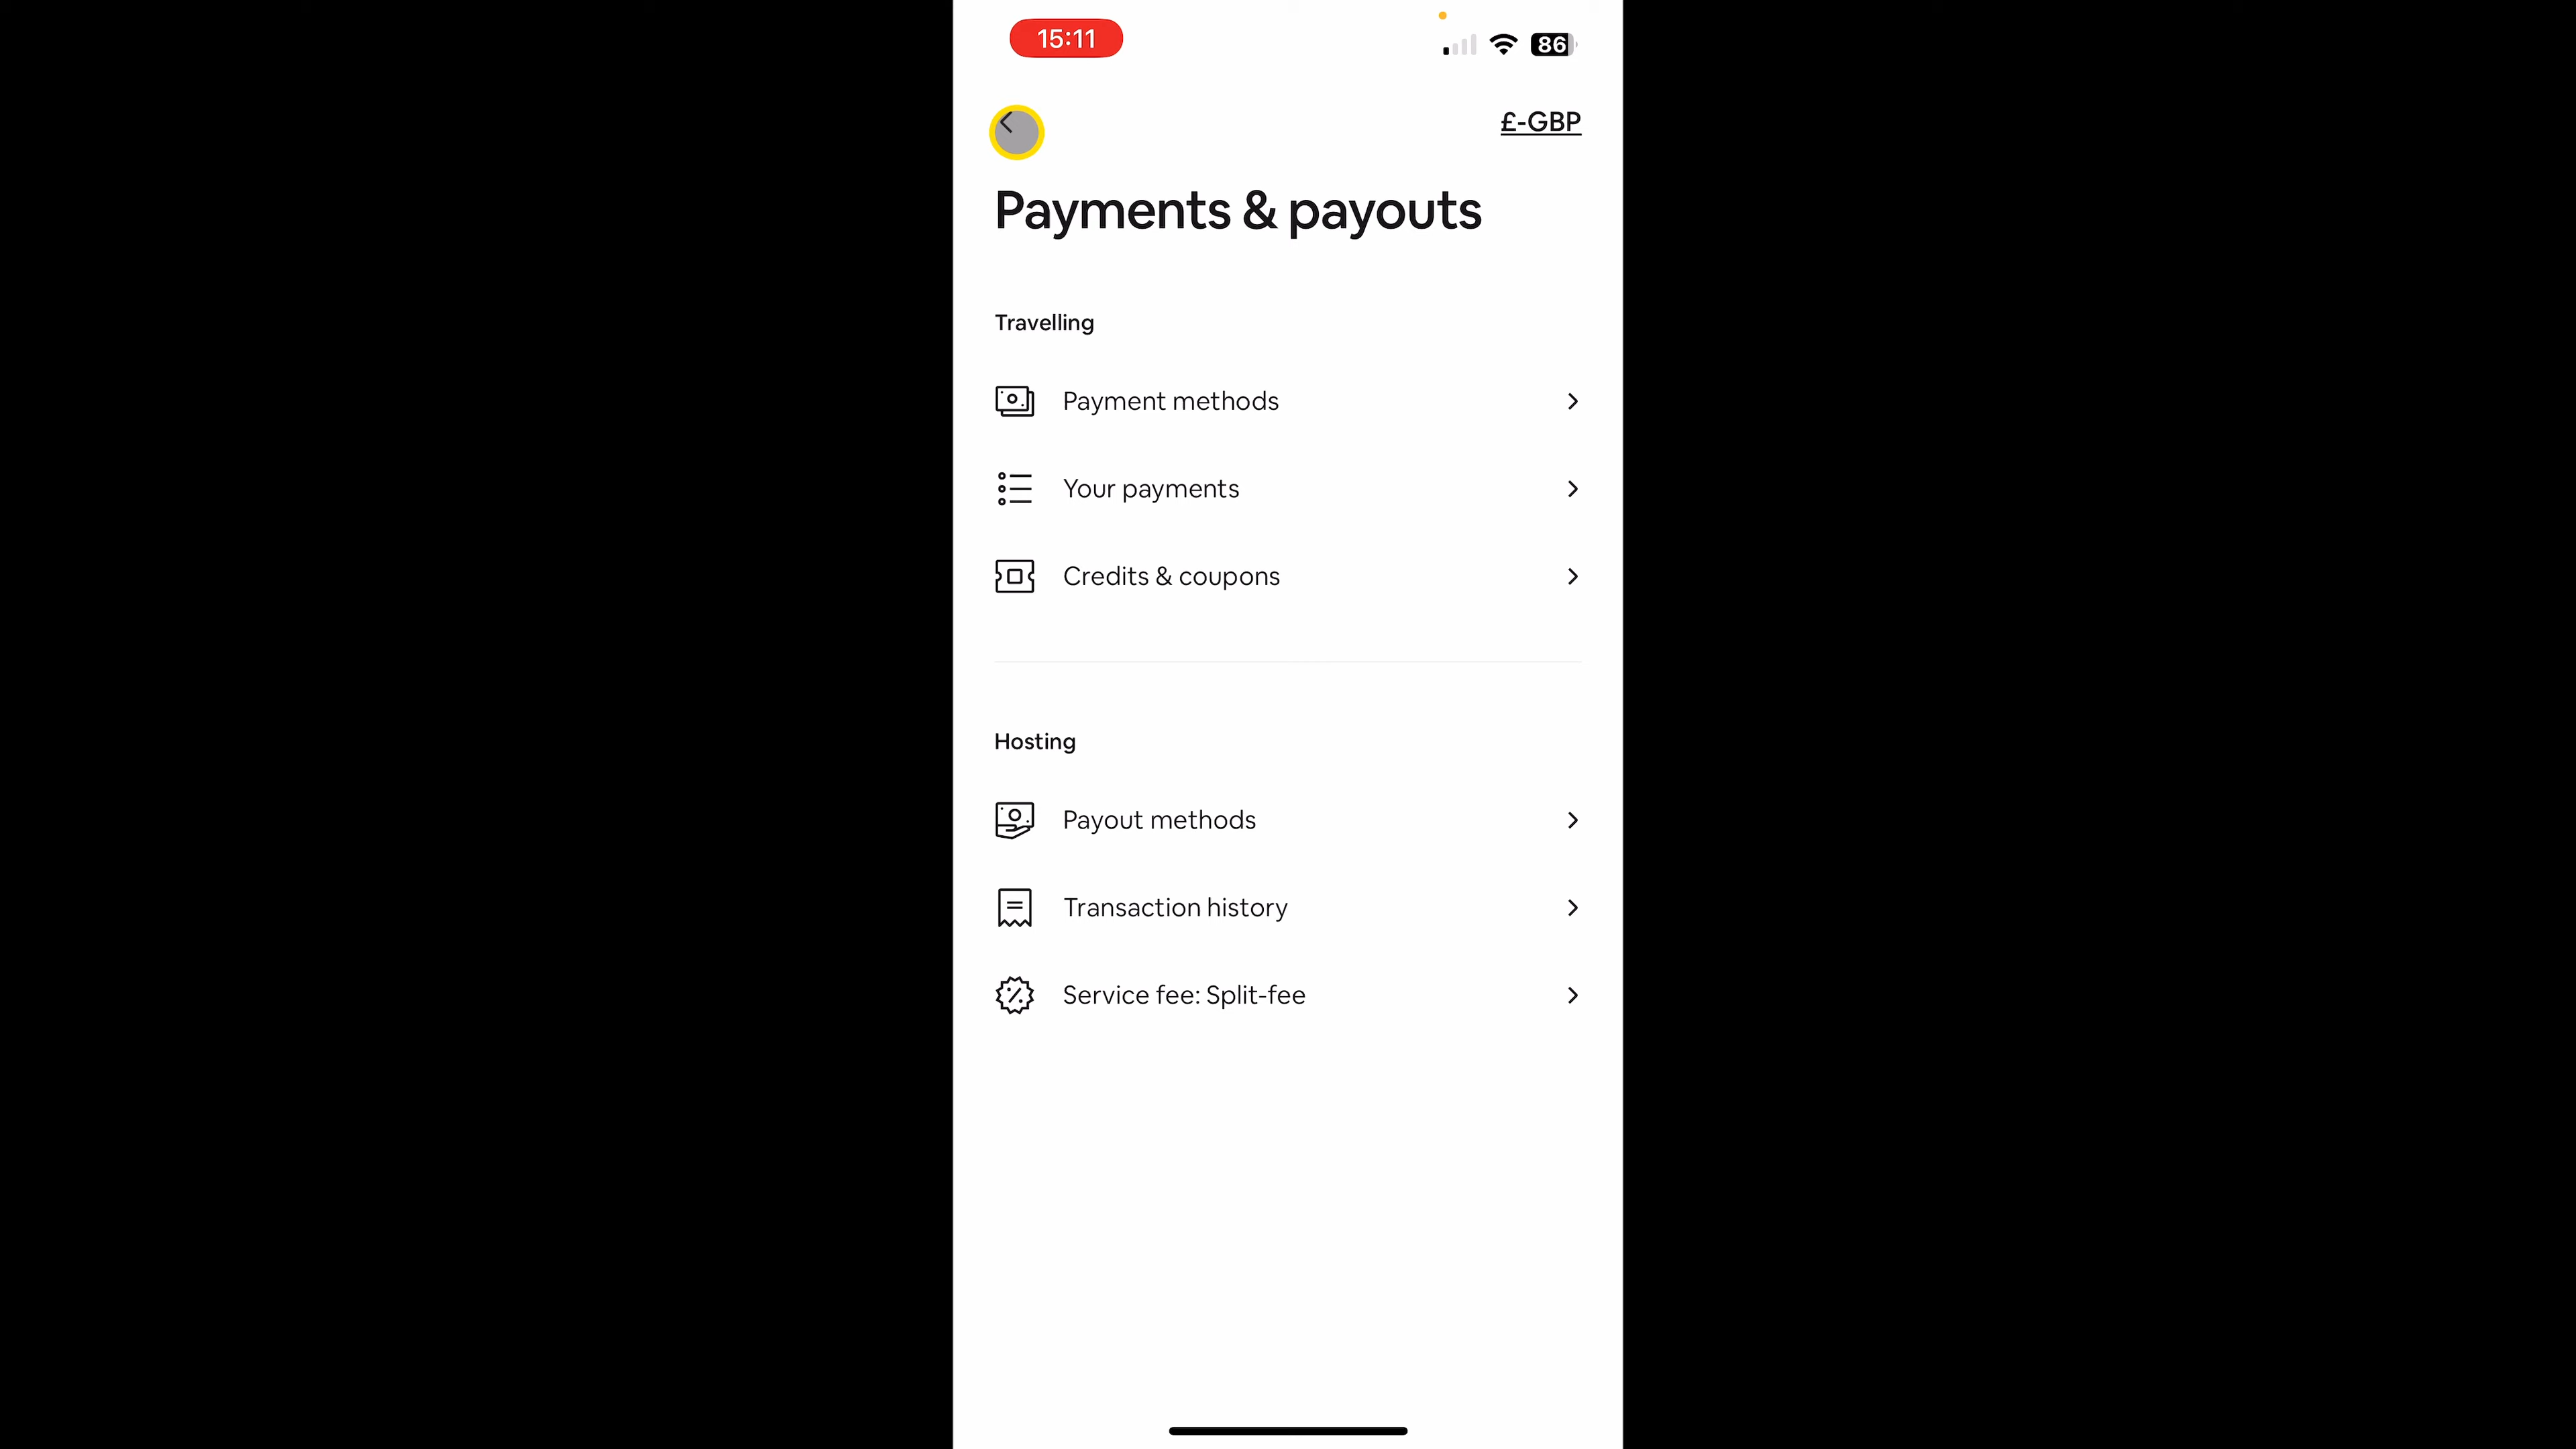 15:11
86
£-GBP
Payments & payouts
Travelling
Payment methods
Your payments
Credits & coupons
Hosting
Payout methods
Transaction history
Service fee: Split-fee